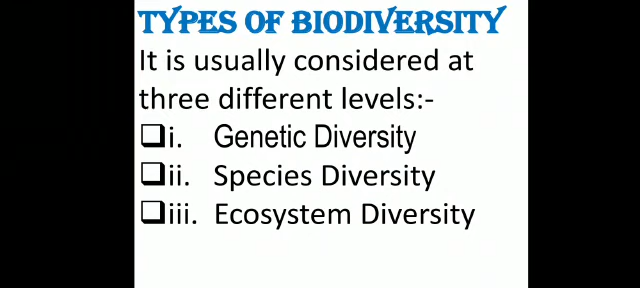 TYPES OF BIODIVERSITY
It is usually considered at
three different levels:-
❑i. Genetic Diversity
❑ii. Species Diversity
❑iii. Ecosystem Diversity